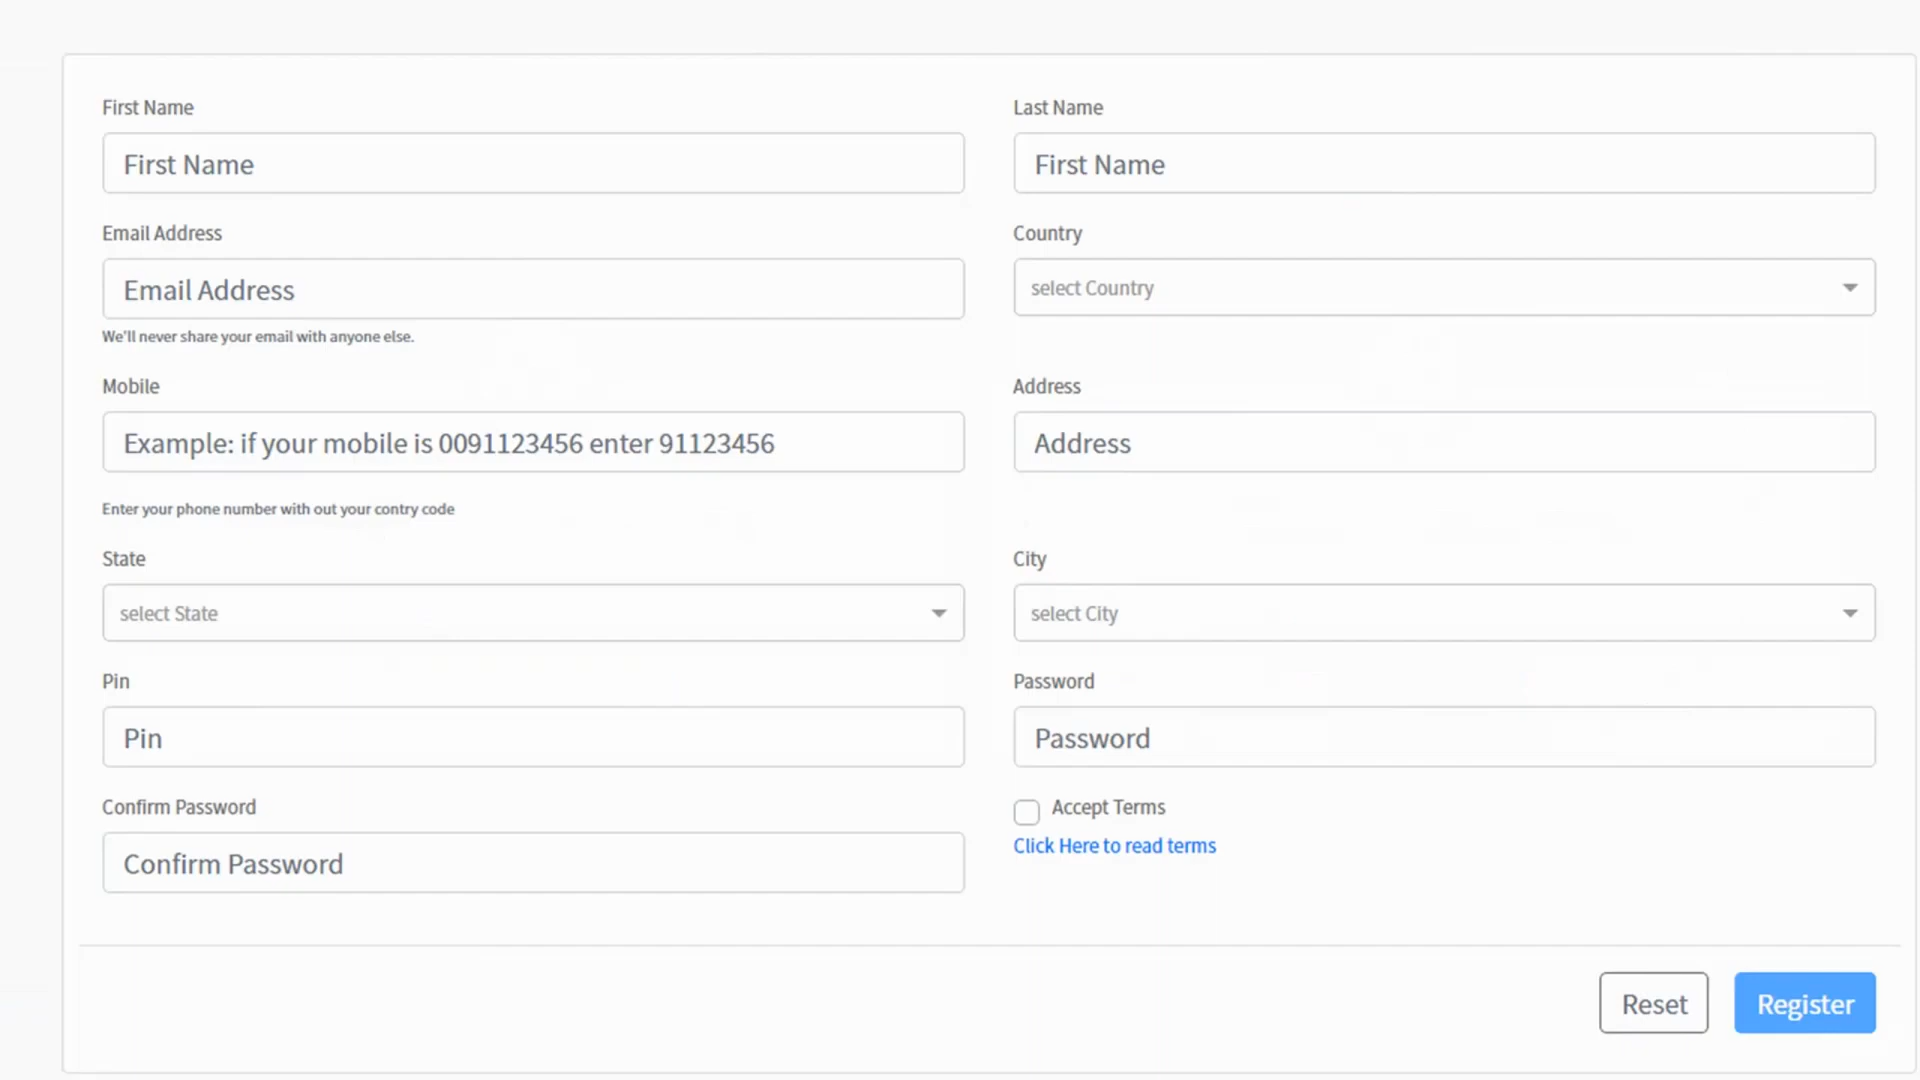 First Name
Last Name
First Name
First Name
Email Address
Country
Email Address
select Country
We'll never share your email with anyone else.
Mobile
Address
Example: if your mobile is 0091123456 enter 91123456
Address
Enter your phone number with out your contry code
State
City
select State
select City
Pin
Password
Pin
Password
Confirm Password
Accept Terms
Click Here to read terms
Confirm Password
Reset
Register